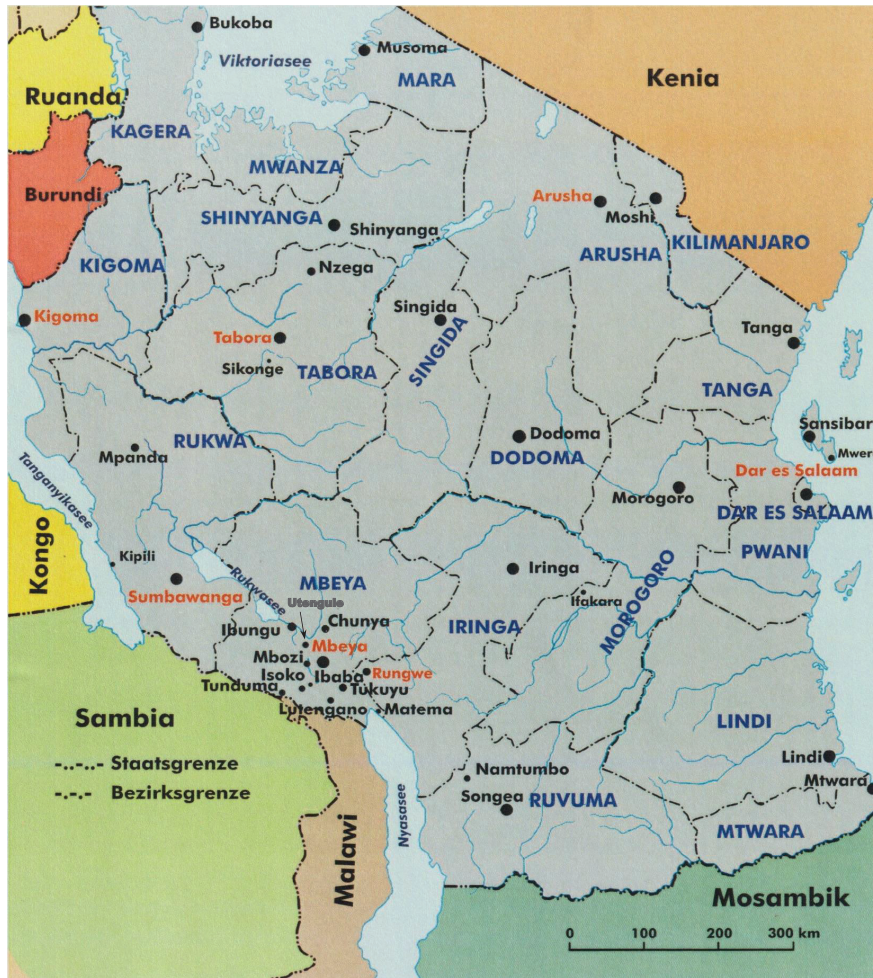 Bukoba
Musoma
Viktoriasee
MARA
Kenia
Ruanda
KAGERA
MWANZA
Burundi
Arusha
SHINYANGA
Shinyanga
Moshi
KILIMANJARO
ARUSHA
KIGOMA
Nzega
Singida
Kigoma
Tabora
Tanga
SINGIDA
Sikonge
TABORA
TANGA
Sansibar
RUKWA
Dodoma
Mpanda
DODOMA
Mwera
Tanganyikasee
Dar es Salaam
Morogoro
DAR ES SALAAM
Kongo
PWANI
Kipili
Rukwasee
MBEYA
Iringa
Sumbawanga
Utengule
Ifakara
MOROGORO
Ibungu
Chunya
IRINGA
Mbeya
Mbozi
Isoko
Ibaba
Rungwe
Tunduma
Tukuyu
Lutengano
Matema
Sambia
LINDI
Staatsgrenze
Lindi
Namtumbo
Mtwara
Bezirksgrenze
Songea
RUVUMA
Nyasasee
MTWARA
Malawi
Mosambik
0 100 200 300 km